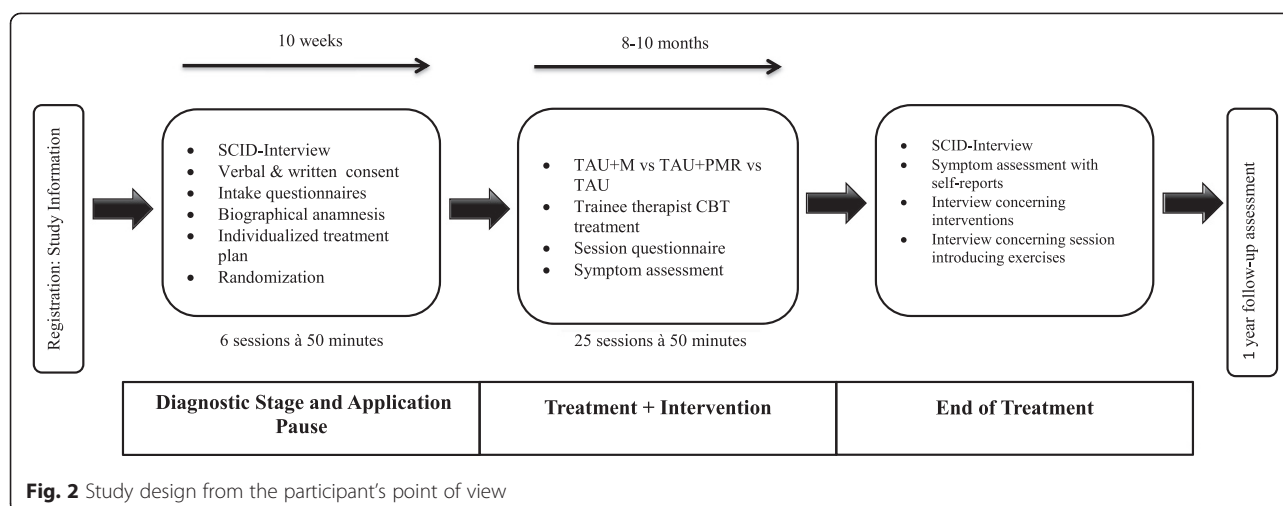 10 weeks
8-10 months
Registration: Study Information
• SCID-Interview
• Verbal & written consent
• Intake questionnaires
• Biographical anamnesis
• Individualized treatment
plan
• Randomization
6 sessions à 50 minutes
• TAU+M vs TAU+PMR vs
TAU
• Trainee therapist CBT
treatment
• Session questionnaire
• Symptom assessment
25 sessions à 50 minutes
• SCID-Interview
• Symptom assessment with
self-reports
• Interview concerning
interventions
• Interview concerning session
introducing exercises
1 year follow-up assessment
Diagnostic Stage and Application
Pause
Treatment + Intervention
End of Treatment
Fig. 2 Study design from the participant's point of view